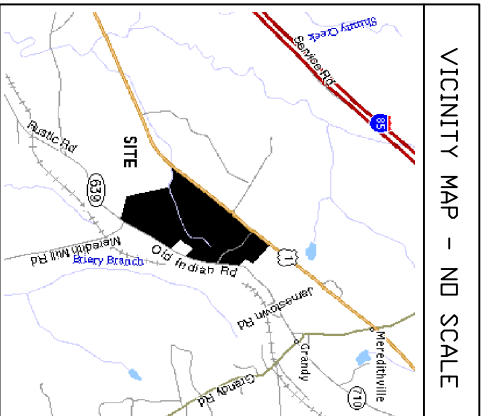 VICINITY MAP - NO SCALE
Shinny Creek
Service Rd
85
SITE
Rustic Rd
639
Meredith Mill Rd
Briery Branch
Old Indian Rd
1
Jamestown Rd
Meredithville
Grandy
Grandy Rd
710